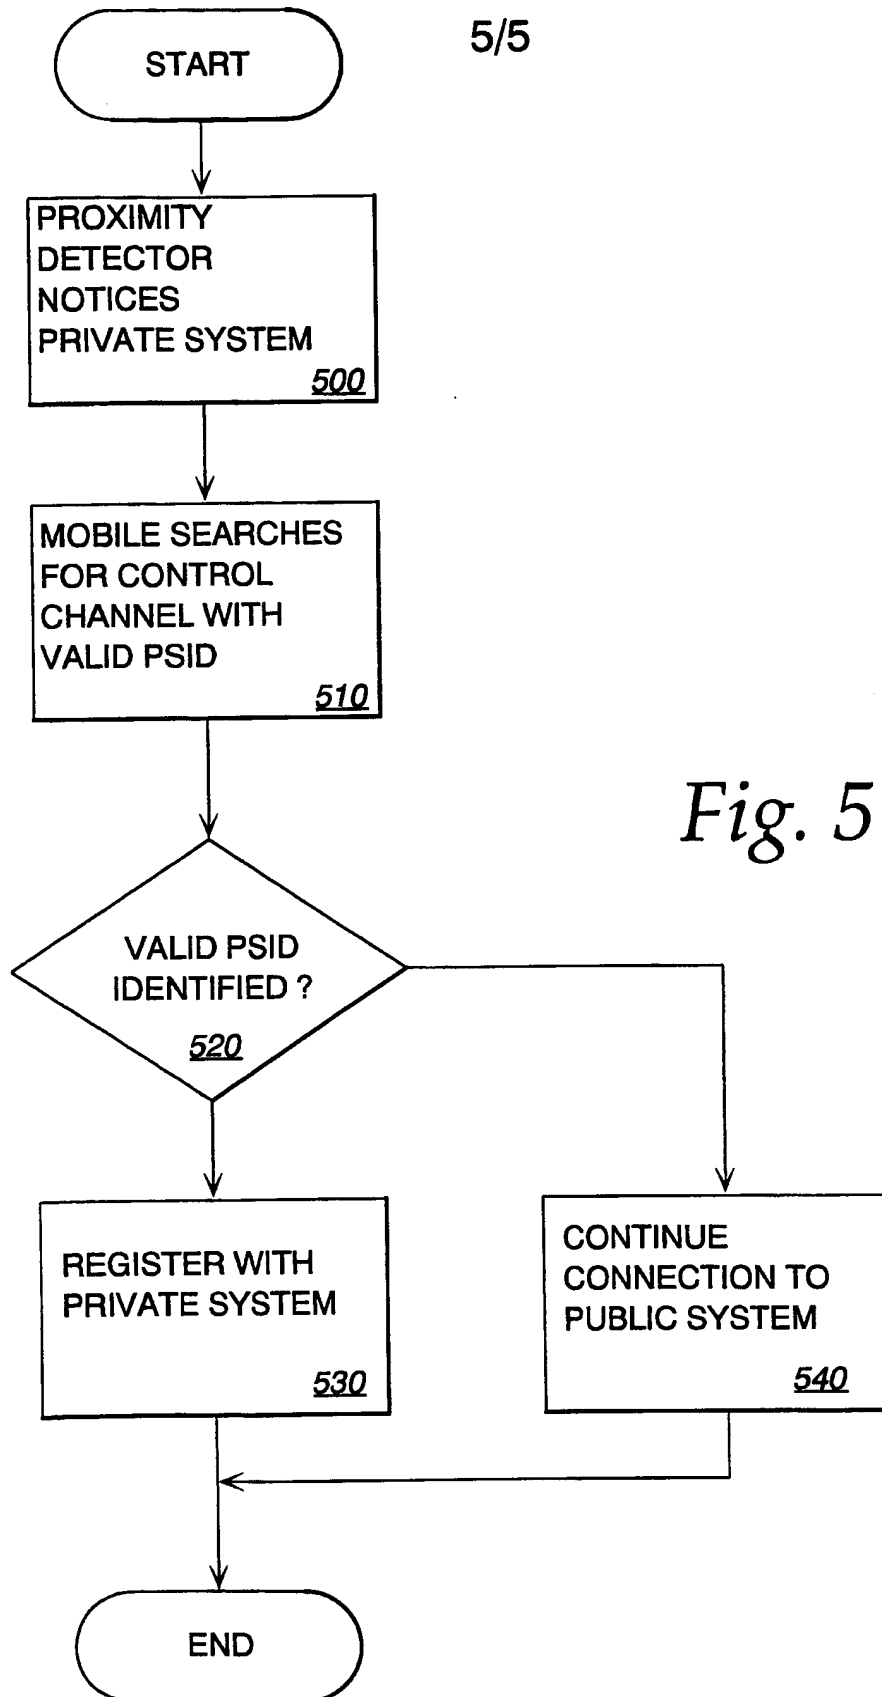 5/5
START
PROXIMITY
DETECTOR
NOTICES
PRIVATE SYSTEM
500
MOBILE SEARCHES
FOR CONTROL
CHANNEL WITH
VALID PSID
510
Fig. 5
VALID PSID
IDENTIFIED ?
520
REGISTER WITH
PRIVATE SYSTEM
530
CONTINUE
CONNECTION TO
PUBLIC SYSTEM
540
END